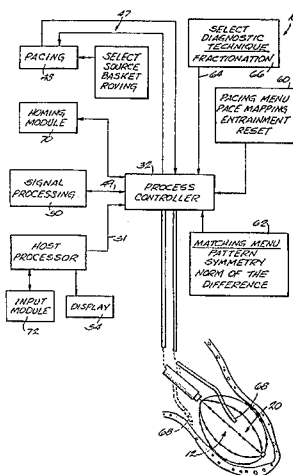 47
PACING
48
SELECT
SOURCE
BASKET
ROVING
SELECT
DIAGNOSTIC
TECHNIQUE
FRACTIONATION
64
66
60
PACING MENU
PACE MAPPING
ENTRAINMENT
RESET
HOMING
MODULE
70
SIGNAL
PROCESSING
50
49
32
PROCESS
CONTROLLER
HOST
PROCESSOR
51
INPUT
MODULE
72
DISPLAY
54
62
MATCHING MENU
PATTERN
SYMMETRY
NORM OF THE
DIFFERENCE
68
20
68
12